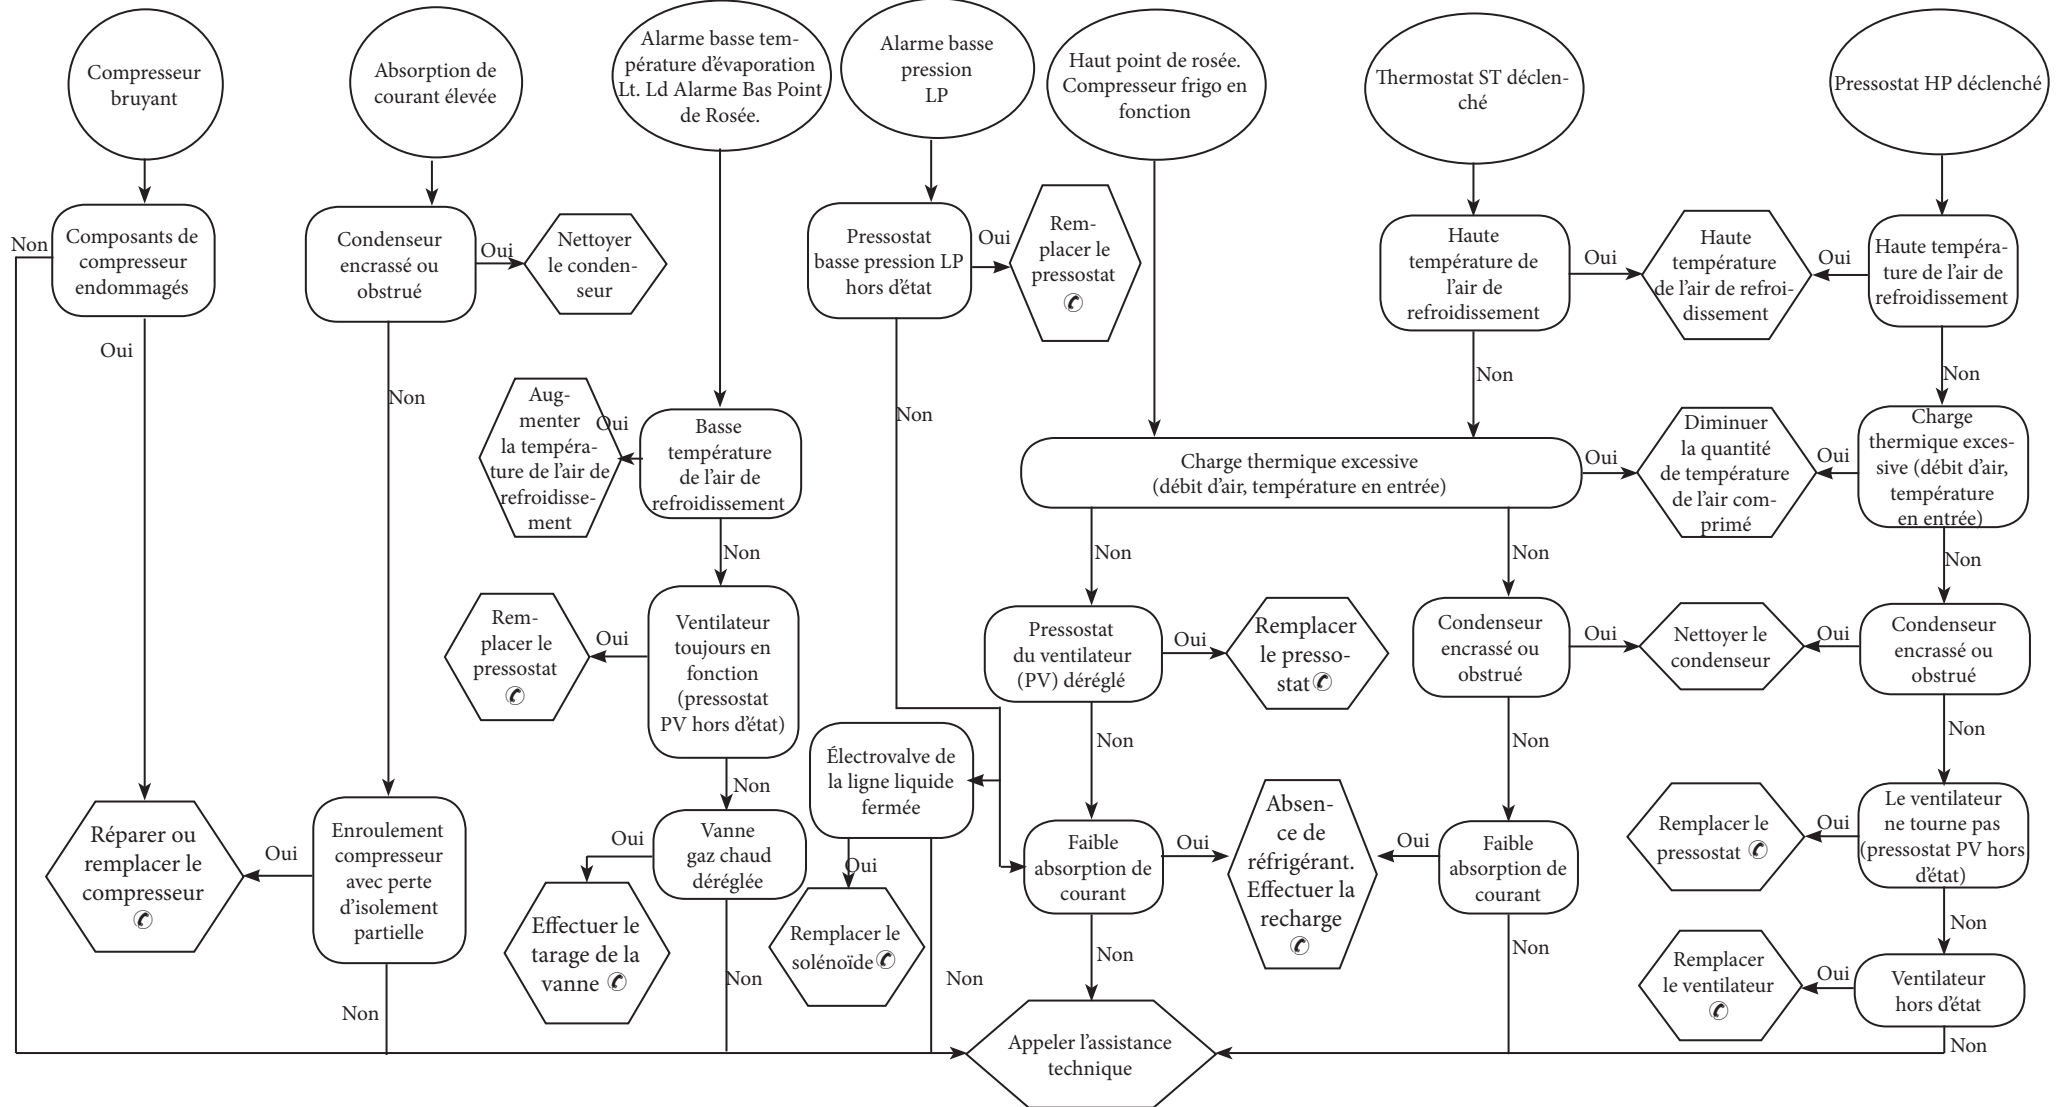 Compresseur
bruyant
Absorption de
courant élevée
Alarme basse tem-
pérature d'évaporation
Lt. Ld Alarme Bas Point
de Rosée.
Alarme basse
pression
LP
Haut point de rosée.
Compresseur frigo en
fonction
Thermostat ST déclen-
ché
Pressostat HP déclenché
Non
Composants de
compresseur
endommagés
Oui
Condenseur
encrassé ou
obstrué
Oui
Nettoyer
le conden-
seur
Non
Pressostat
basse pression LP
hors d'état
Oui
Rem-
placer le
pressostat
✆
Non
Haute
température de
l'air de
refroidissement
Oui
Haute
température
de l'air de refroi-
dissement
Oui
Haute tempéra-
ture de l'air de
refroidissement
Non
Non
Aug-
menter
la tempéra-
ture de l'air de
refroidisse-
ment
Oui
Basse
température
de l'air de
refroidissement
Non
Charge thermique excessive
(débit d'air, température en entrée)
Oui
Diminuer
la quantité
de température
de l'air com-
primé
Oui
Charge
thermique exces-
sive (débit d'air,
température
en entrée)
Non
Non
Non
Rem-
placer le
pressostat
✆
Oui
Ventilateur
toujours en
fonction
(pressostat
PV hors d'état)
Non
Pressostat
du ventilateur
(PV) déréglé
Oui
Remplacer
le presso-
stat ✆
Non
Condenseur
encrassé ou
obstrué
Oui
Nettoyer le
condenseur
Oui
Condenseur
encrassé ou
obstrué
Non
Non
Réparer ou
remplacer le
compresseur
✆
Oui
Enroulement
compresseur
avec perte
d'isolement
partielle
Non
Oui
Vanne
gaz chaud
déréglée
Effectuer le
tarage de la
vanne ✆
Non
Électrovalve de
la ligne liquide
fermée
Oui
Remplacer le
solénoïde ✆
Non
Faible
absorption de
courant
Oui
Absen-
ce de
réfrigérant.
Effectuer la
recharge
✆
Oui
Faible
absorption de
courant
Non
Non
Remplacer le
pressostat ✆
Oui
Le ventilateur
ne tourne pas
(pressostat PV hors
d'état)
Non
Remplacer
le ventilateur
✆
Oui
Ventilateur
hors d'état
Non
Appeler l'assistance
technique